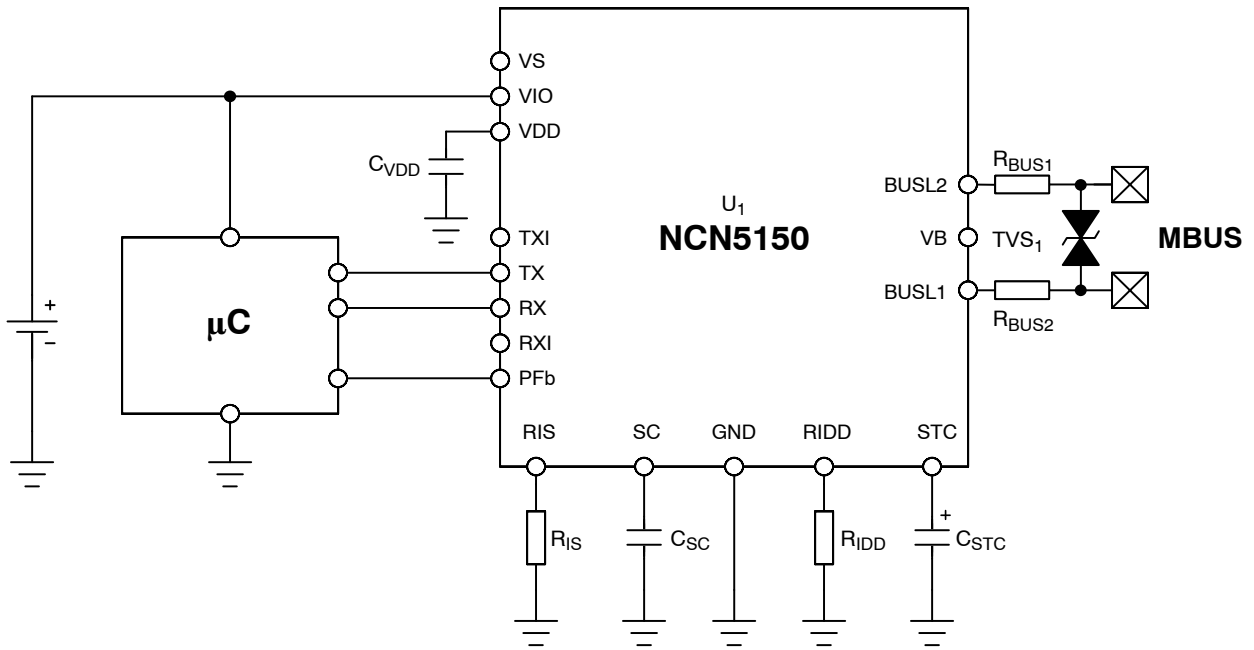 VS
VIO
VDD
CVDD
RBUS1
BUSL2
U1
NCN5150
TXI
VB
TVS1
MBUS
TX
BUSL1
RX
RBUS2
+
−
μC
RXI
PFb
RIS
SC
GND
RIDD
STC
+
RIS
CSC
RIDD
CSTC